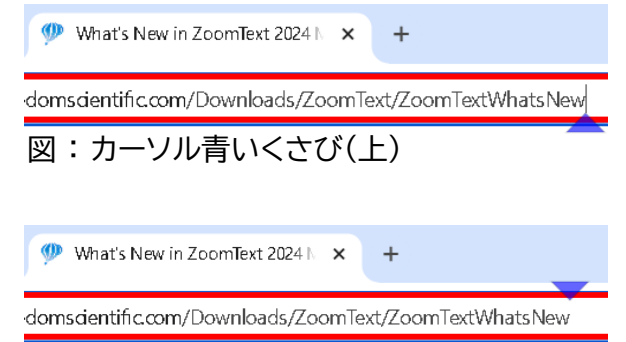 What's New in ZoomText 2024
domscientific.com/Downloads/ZoomText/ZoomTextWhatsNew
図：カーソル青いくさび(上)
What's New in ZoomText 2024
domscientific.com/Downloads/ZoomText/ZoomTextWhatsNew